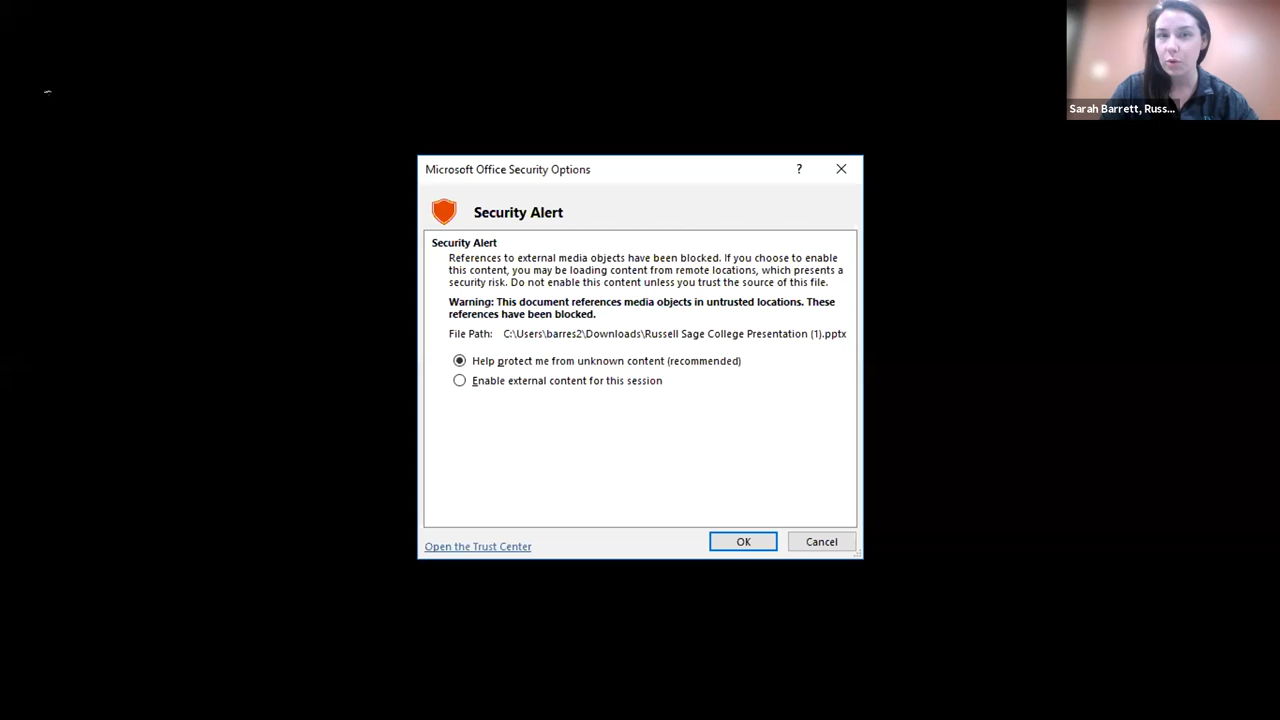 Sarah Barrett, Russ...
Microsoft Office Security Options
?
Security Alert
Security Alert
References to external media objects have been blocked. If you choose to enable
this content, you may be loading content from remote locations, which presents a
security risk. Do not enable this content unless you trust the source of this file.
Warning: This document references media objects in untrusted locations. These
references have been blocked.
File Path: C:\Users\barres2\Downloads\Russell Sage College Presentation (1).pptx
Help protect me from unknown content (recommended)
Enable external content for this session
Open the Trust Center
OK
Cancel